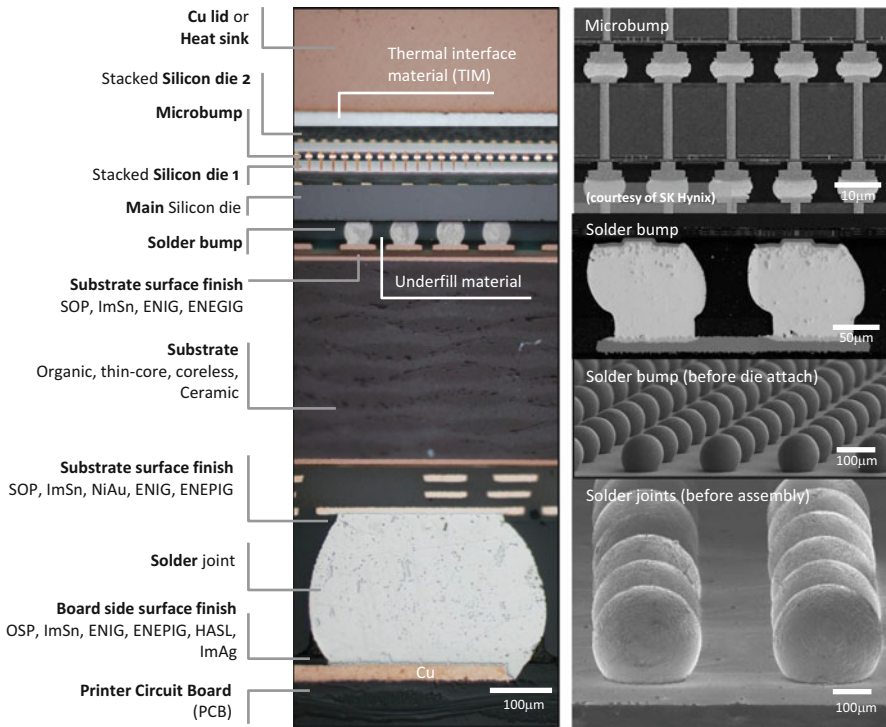 Cu lid or
Heat sink
Stacked Silicon die 2
Microbump
Stacked Silicon die 1
Main Silicon die
Solder bump
Substrate surface finish
SOP, ImSn, ENIG, ENEGIG
Substrate
Organic, thin-core, coreless,
Ceramic
Substrate surface finish
SOP, ImSn, NiAu, ENIG, ENEPIG
Solder joint
Board side surface finish
OSP, ImSn, ENIG, ENEPIG, HASL,
ImAg
Printer Circuit Board
(PCB)
Thermal interface
material (TIM)
Underfill material
Cu
100μm
Microbump
(courtesy of SK Hynix)
10μm
Solder bump
50μm
Solder bump (before die attach)
100μm
Solder joints (before assembly)
100μm